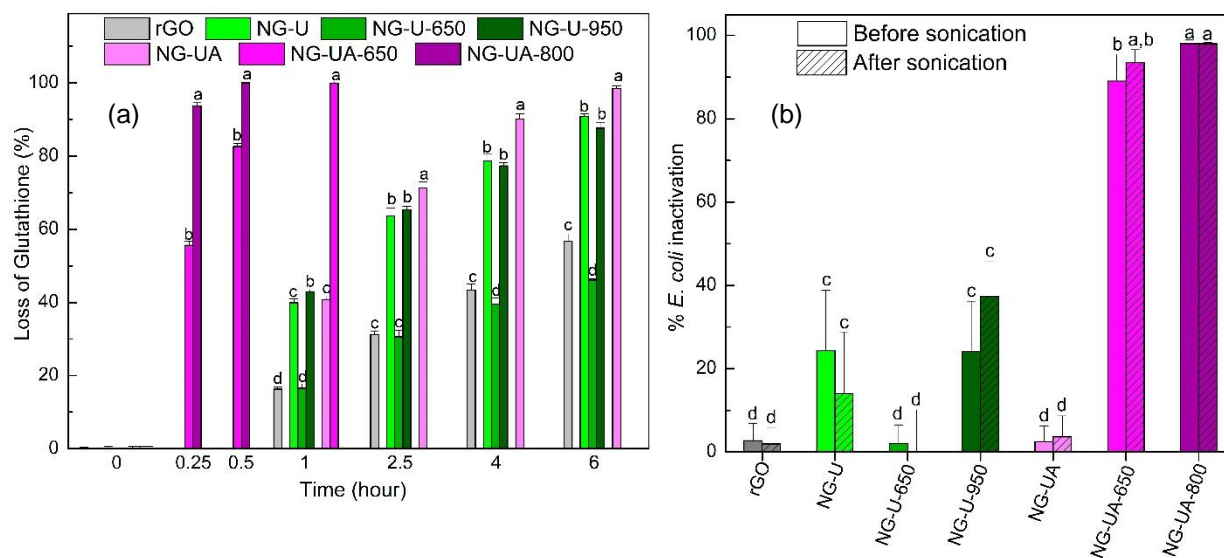 rGO NG-U NG-U-650 NG-U-950
NG-UA NG-UA-650 NG-UA-800
(a)
Loss of Glutathione (%)
100
80
60
40
20
0
b a
b a
d c d b c a
c b c b a
c b d b a
c b d b a
0 0.25 0.5 1 2.5 4 6
Time (hour)
Before sonication
After sonication
(b)
% E. coli inactivation
100
80
60
40
20
0
d d
c c
d d
c c
d d
b a,b
a a
rGO
NG-U
NG-U-650
NG-U-950
NG-UA
NG-UA-650
NG-UA-800